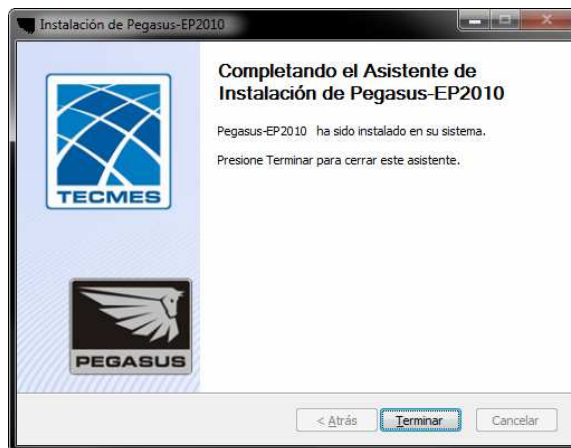 Instalación de Pegasus-EP2010
Completando el Asistente de
Instalación de Pegasus-EP2010
Pegasus-EP2010 ha sido instalado en su sistema.
Presione Terminar para cerrar este asistente.
TECMES
PEGASUS
< Atrás
Terminar
Cancelar